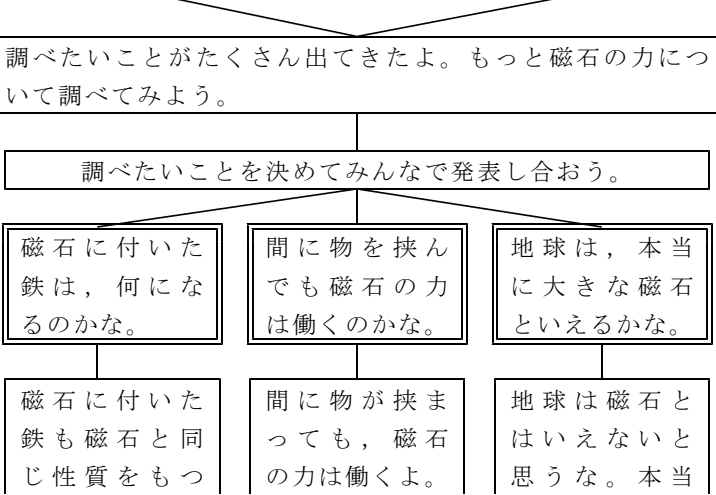 調べたいことがたくさん出てきたよ。もっと磁石の力につ
いて調べてみよう。
調べたいことを決めてみんなで発表し合おう。
磁石に付いた
鉄は，何にな
るのかな。
間に物を挟ん
でも磁石の力
は働くのかな。
地球は，本当
に大きな磁石
といえるかな。
磁石に付いた
鉄も磁石と同
じ性質をもつ
間に物が挟ま
っても，磁石
の力は働くよ。
地球は磁石と
はいえないと
思うな。本当